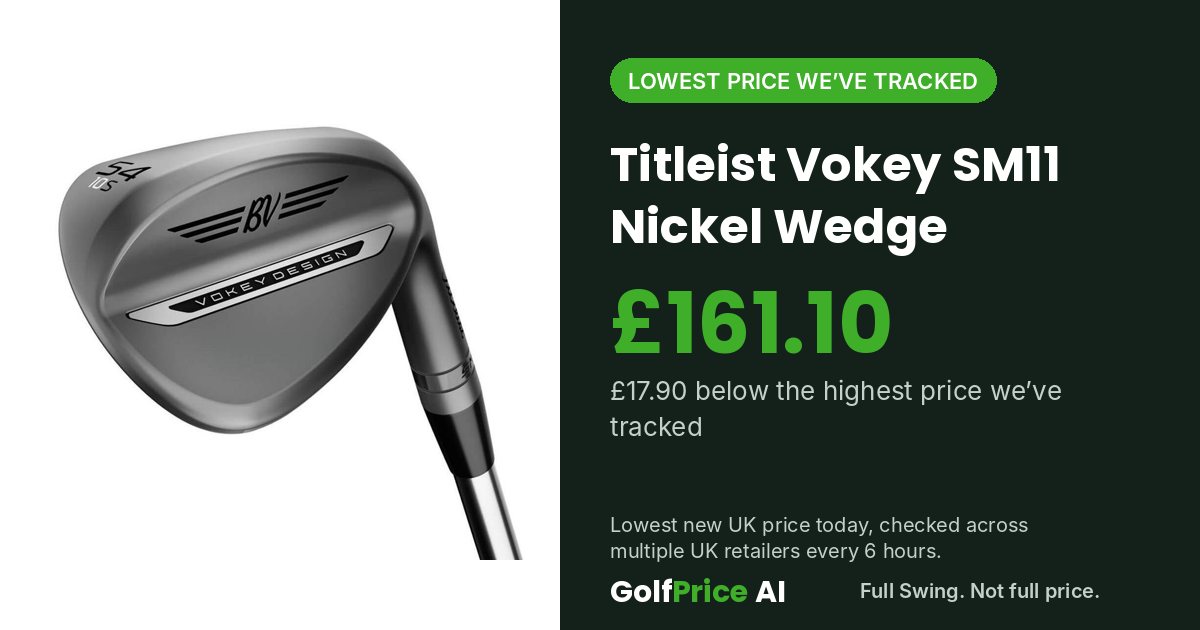 54
10S
BV
VOKEY DESIGN
LOWEST PRICE WE’VE TRACKED
Titleist Vokey SM11
Nickel Wedge
£161.10
£17.90 below the highest price we’ve
tracked
Lowest new UK price today, checked across
multiple UK retailers every 6 hours.
GolfPrice AI
Full Swing. Not full price.